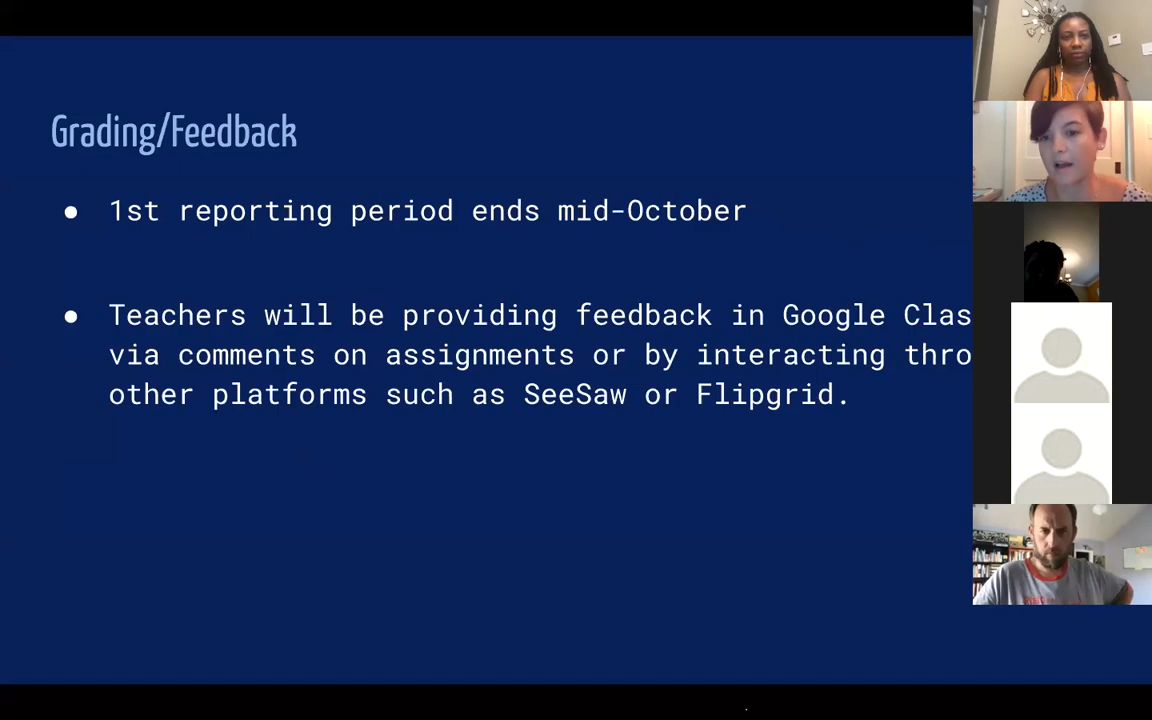 Grading/Feedback
● 1st reporting period ends mid-October
● Teachers will be providing feedback in Google Clas
via comments on assignments or by interacting thro
other platforms such as SeeSaw or Flipgrid.